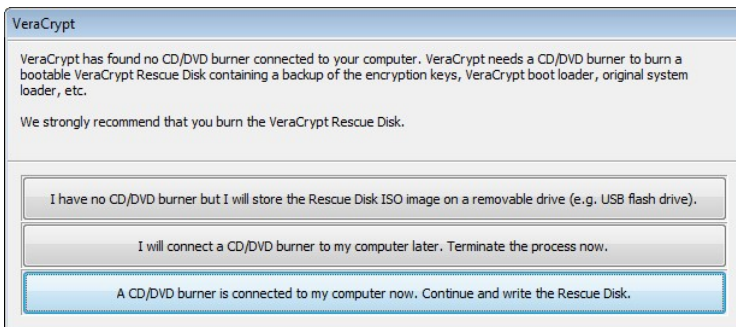 VeraCrypt
VeraCrypt has found no CD/DVD burner connected to your computer. VeraCrypt needs a CD/DVD burner to burn a
bootable VeraCrypt Rescue Disk containing a backup of the encryption keys, VeraCrypt boot loader, original system
loader, etc.
We strongly recommend that you burn the VeraCrypt Rescue Disk.
I have no CD/DVD burner but I will store the Rescue Disk ISO image on a removable drive (e.g. USB flash drive).
I will connect a CD/DVD burner to my computer later. Terminate the process now.
A CD/DVD burner is connected to my computer now. Continue and write the Rescue Disk.